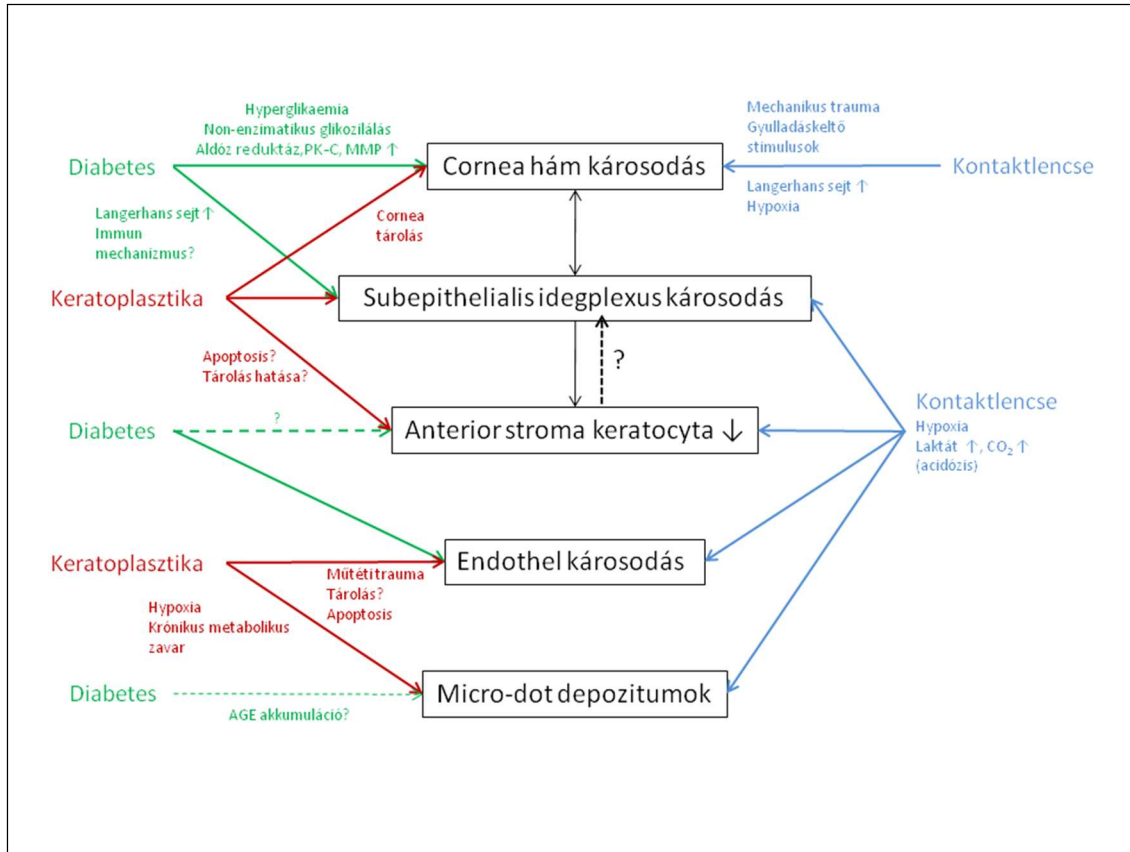 Hyperglikaemia
Non-enzimatikus glikozilálás
Aldóz reduktáz,PK-C, MMP ↑
Diabetes
Cornea hám károsodás
Mechanikus trauma
Gyulladáskeltő
stimulusok
Kontaktlencse
Langerhans sejt ↑
Hypoxia
Langerhans sejt ↑
Immun
mechanizmus?
Cornea
tárolás
Keratoplasztika
Subepithelialis idegplexus károsodás
Apoptosis?
Tárolás hatása?
?
Diabetes
?
Anterior stroma keratocyta ↓
Kontaktlencse
Hypoxia
Laktát ↑, CO₂ ↑
(acidózis)
Keratoplasztika
Endothel károsodás
Műtéti trauma
Tárolás?
Apoptosis
Hypoxia
Krónikus metabolikus
zavar
Diabetes
Micro-dot depozitumok
AGE akkumuláció?